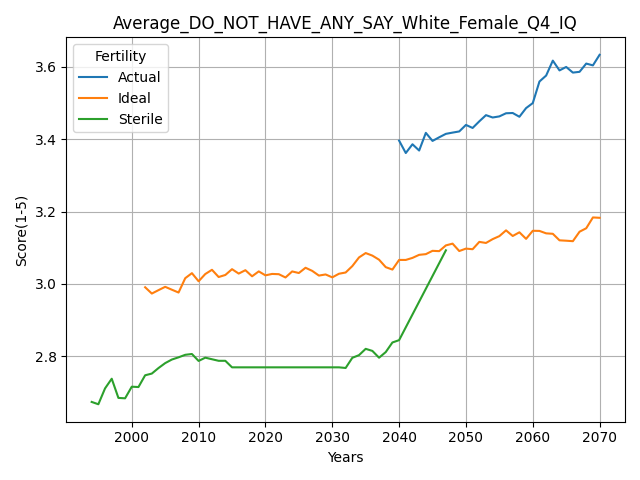 Average_DO_NOT_HAVE_ANY_SAY_White_Female_Q4_IQ
Fertility
Actual
Ideal
Sterile
Score(1-5)
3.6
3.4
3.2
3.0
2.8
2000 2010 2020 2030 2040 2050 2060 2070
Years